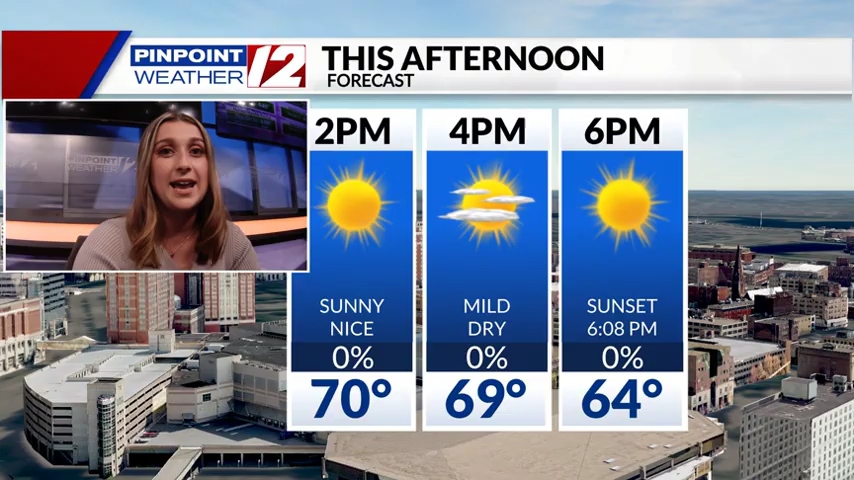 PINPOINT
WEATHER 12
THIS AFTERNOON
FORECAST
PINPOINT
WEATHER 12
2PM
SUNNY
NICE
0%
70°
4PM
MILD
DRY
0%
69°
6PM
SUNSET
6:08 PM
0%
64°